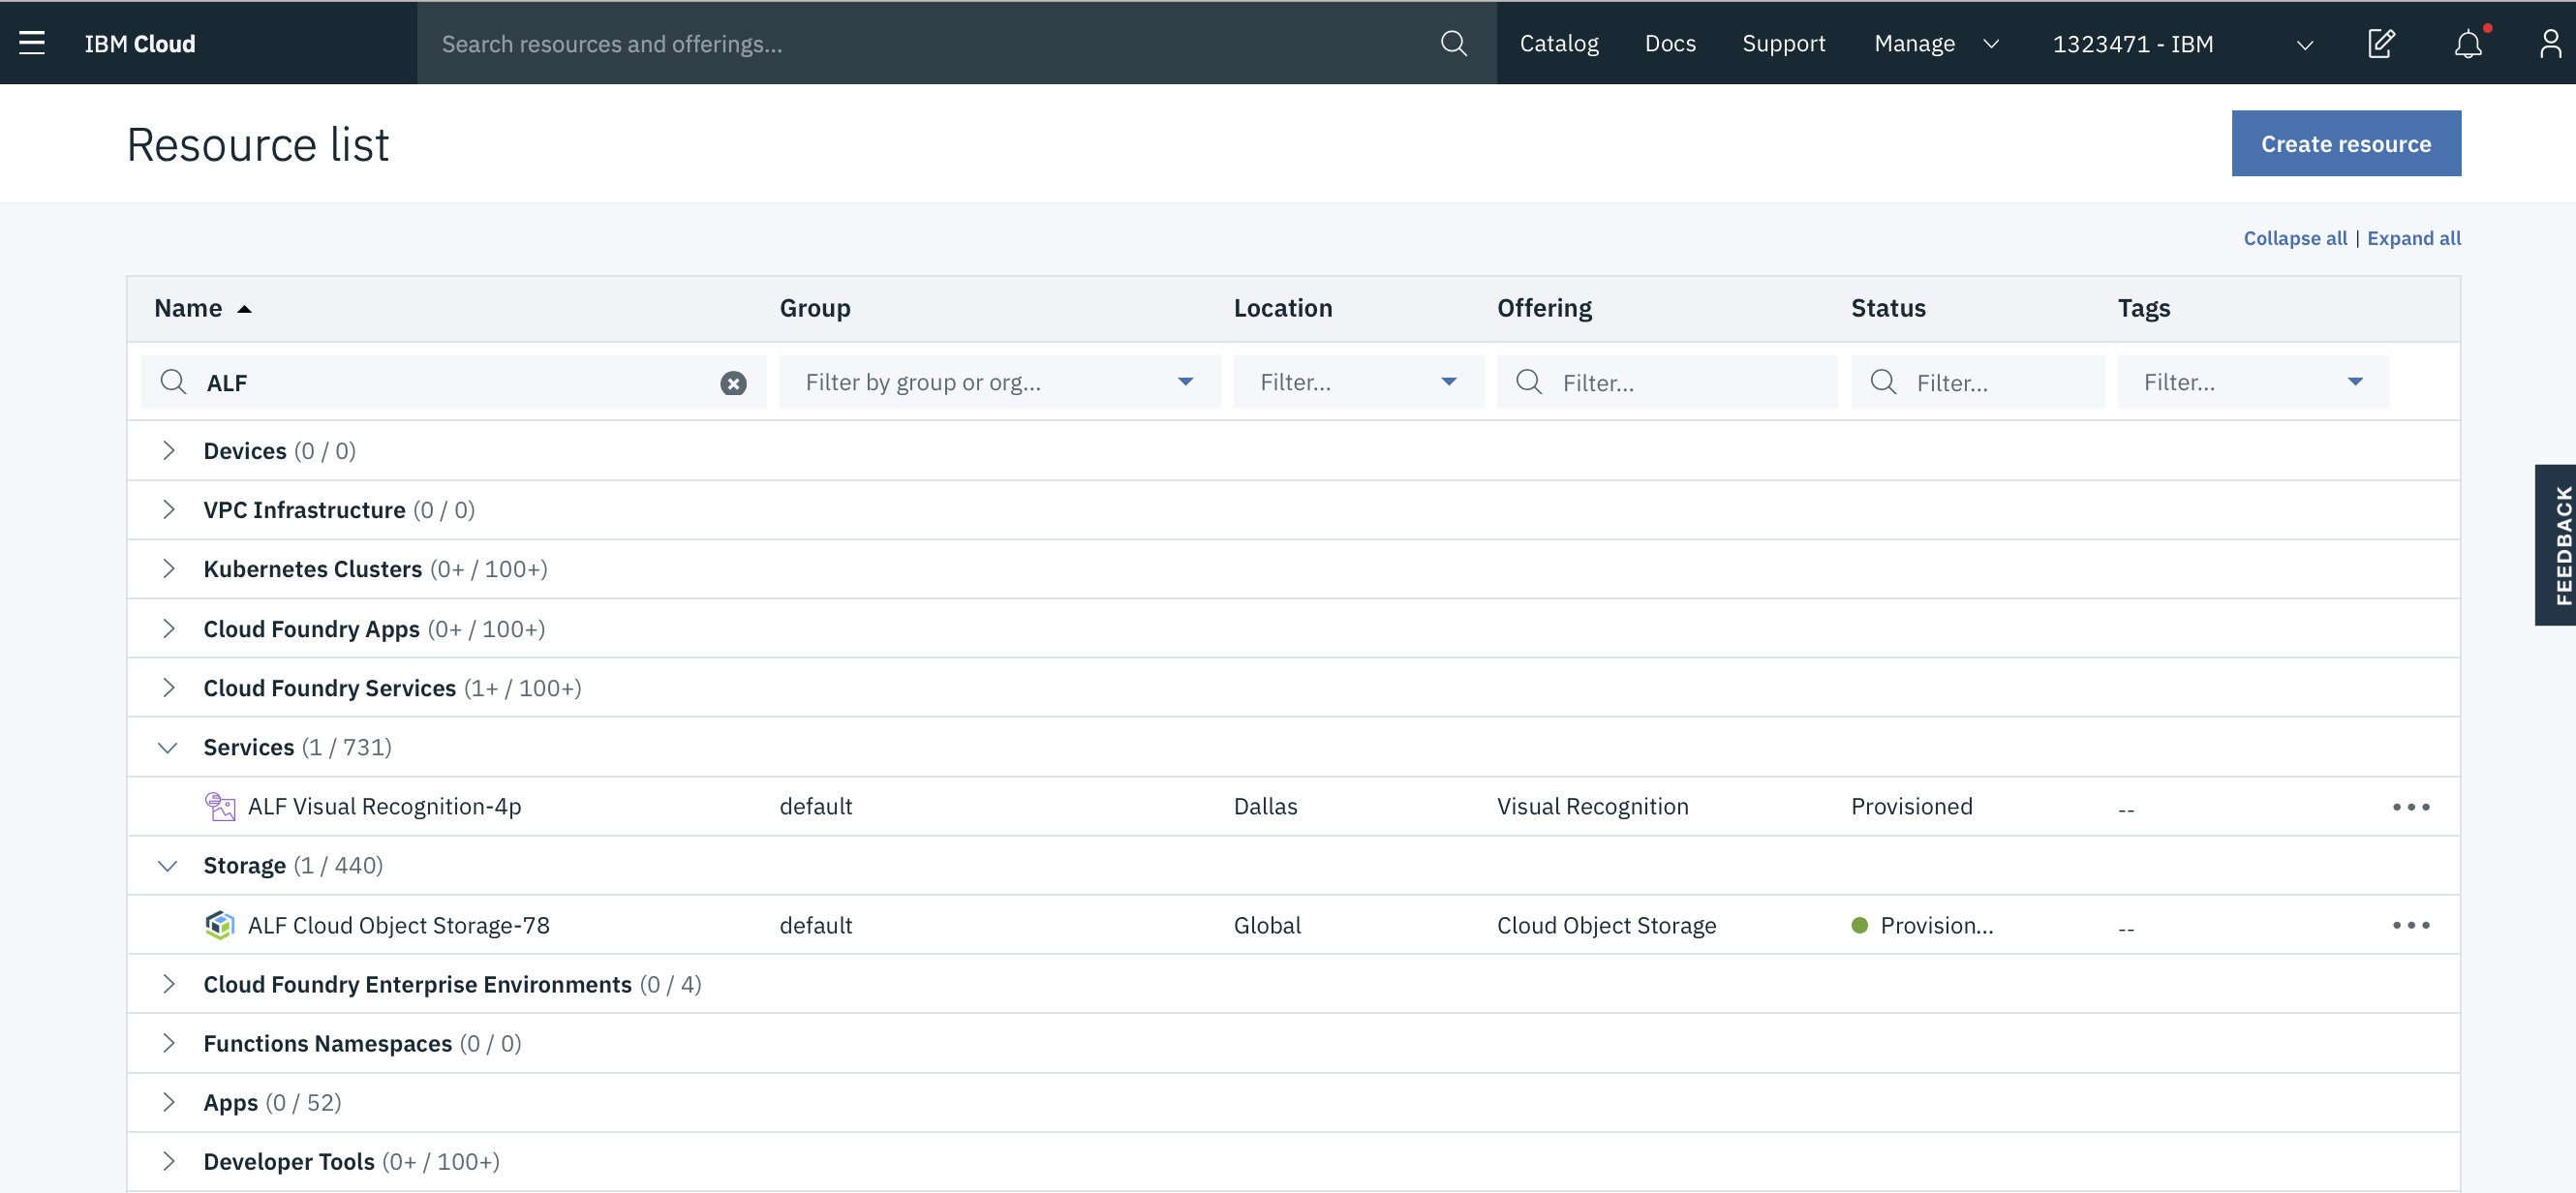 IBM Cloud Search resources and offerings... Catalog Docs Support Manage 1323471 - IBM
Resource list Create resource
Collapse all | Expand all
Name Group Location Offering Status Tags
ALF Filter by group or org... Filter... Filter... Filter... Filter...
Devices (0 / 0)
VPC Infrastructure (0 / 0)
FEEDBACK
Kubernetes Clusters (0+ / 100+)
Cloud Foundry Apps (0+ / 100+)
Cloud Foundry Services (1+ / 100+)
Services (1 / 731)
ALF Visual Recognition-4p default Dallas Visual Recognition Provisioned --
Storage (1 / 440)
ALF Cloud Object Storage-78 default Global Cloud Object Storage Provision... --
Cloud Foundry Enterprise Environments (0 / 4)
Functions Namespaces (0 / 0)
Apps (0 / 52)
Developer Tools (0+ / 100+)